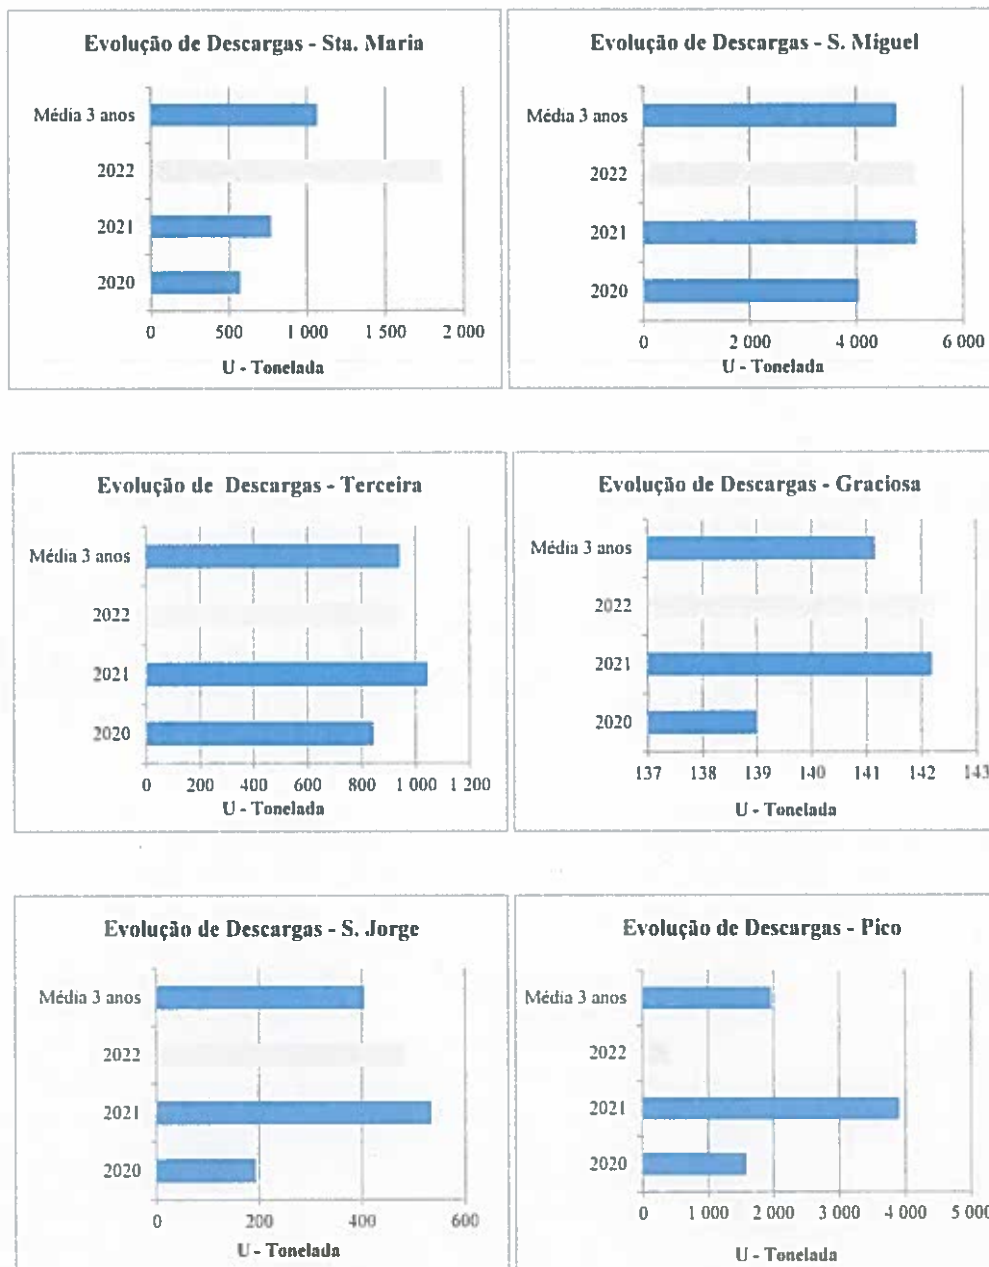 Evolução de Descargas - Sta. Maria
Média 3 anos
2022
2021
2020
0 500 1 000 1 500 2 000
U - Tonelada
Evolução de Descargas - S. Miguel
Média 3 anos
2022
2021
2020
0 2 000 4 000 6 000
U - Tonelada
Evolução de Descargas - Terceira
Média 3 anos
2022
2021
2020
0 200 400 600 800 1 000 1 200
U - Tonelada
Evolução de Descargas - Graciosa
Média 3 anos
2022
2021
2020
137 138 139 140 141 142 143
U - Tonelada
Evolução de Descargas - S. Jorge
Média 3 anos
2022
2021
2020
0 200 400 600
U - Tonelada
Evolução de Descargas - Pico
Média 3 anos
2022
2021
2020
0 1 000 2 000 3 000 4 000 5 000
U - Tonelada